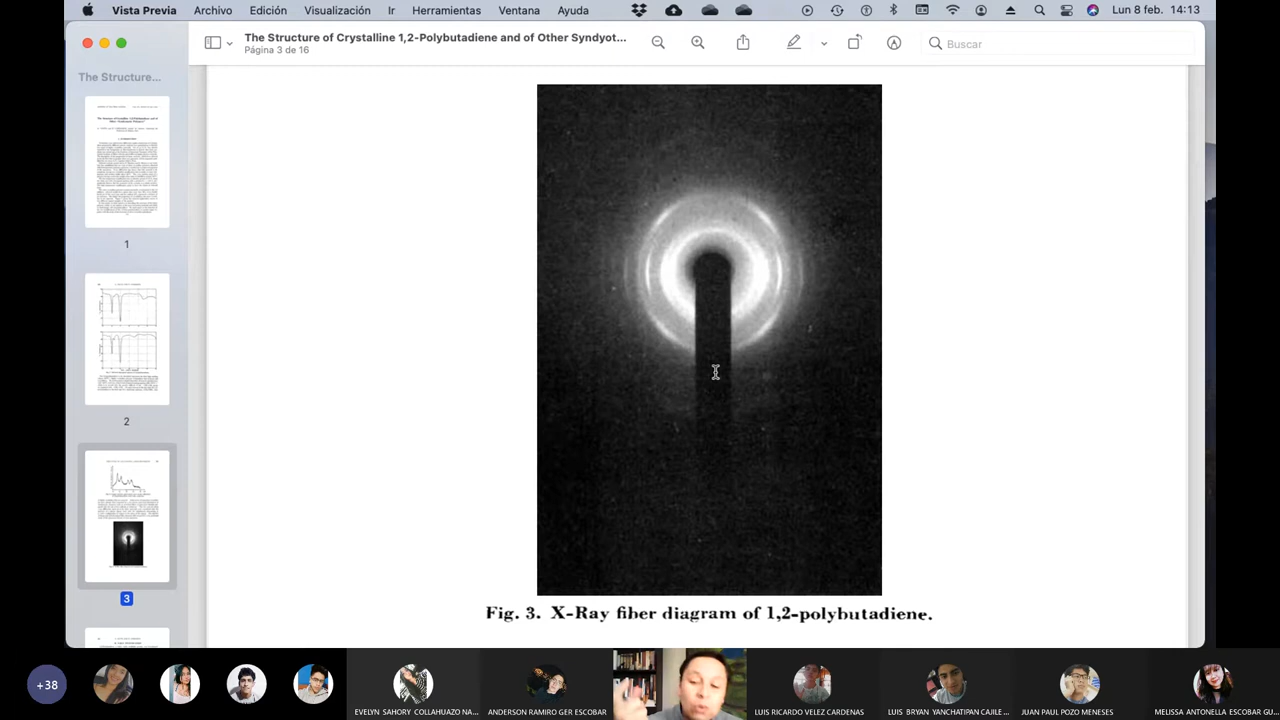 Vista Previa Archivo Edición Visualización Ir Herramientas Ventana Ayuda Lun 8 feb. 14:13
The Structure of Crystalline 1,2-Polybutadiene and of Other Syndyot...
Página 3 de 16
Buscar
The Structure...
1
2
3
Fig. 3. X-Ray fiber diagram of 1,2-polybutadiene.
+38
EVELYN SAHORY COLLAHUAZO NA...
ANDERSON RAMIRO GER ESCOBAR
LUIS RICARDO VELEZ CARDENAS
LUIS BRYAN YANCHATIPAN CAJILE ...
JUAN PAUL POZO MENESES
MELISSA ANTONELLA ESCOBAR GU...